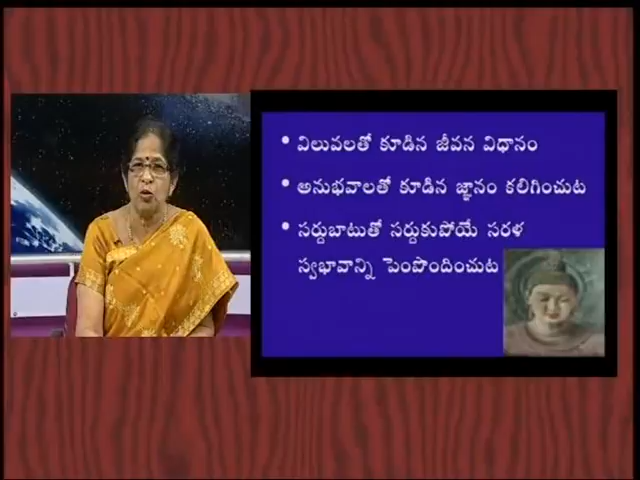 • విలువలతో కూడిన జీవన విధానం
• అనుభవాలతో కూడిన జ్ఞానం కలిగించుట
• సర్దుబాటుతో సర్దుకుపోయే సరళ
స్వభావాన్ని పెంపొందించుట